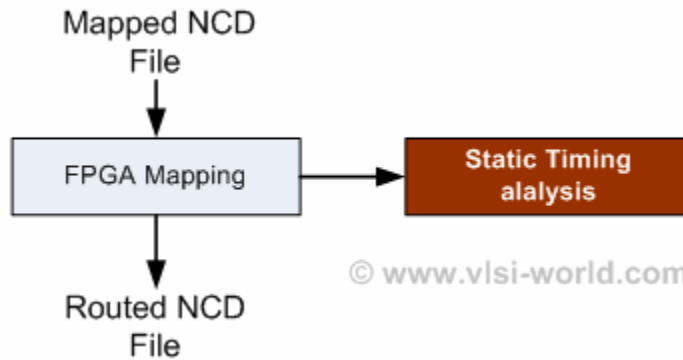 Mapped NCD
File
FPGA Mapping
Static Timing
alalysis
© www.vlsi-world.com
Routed NCD
File